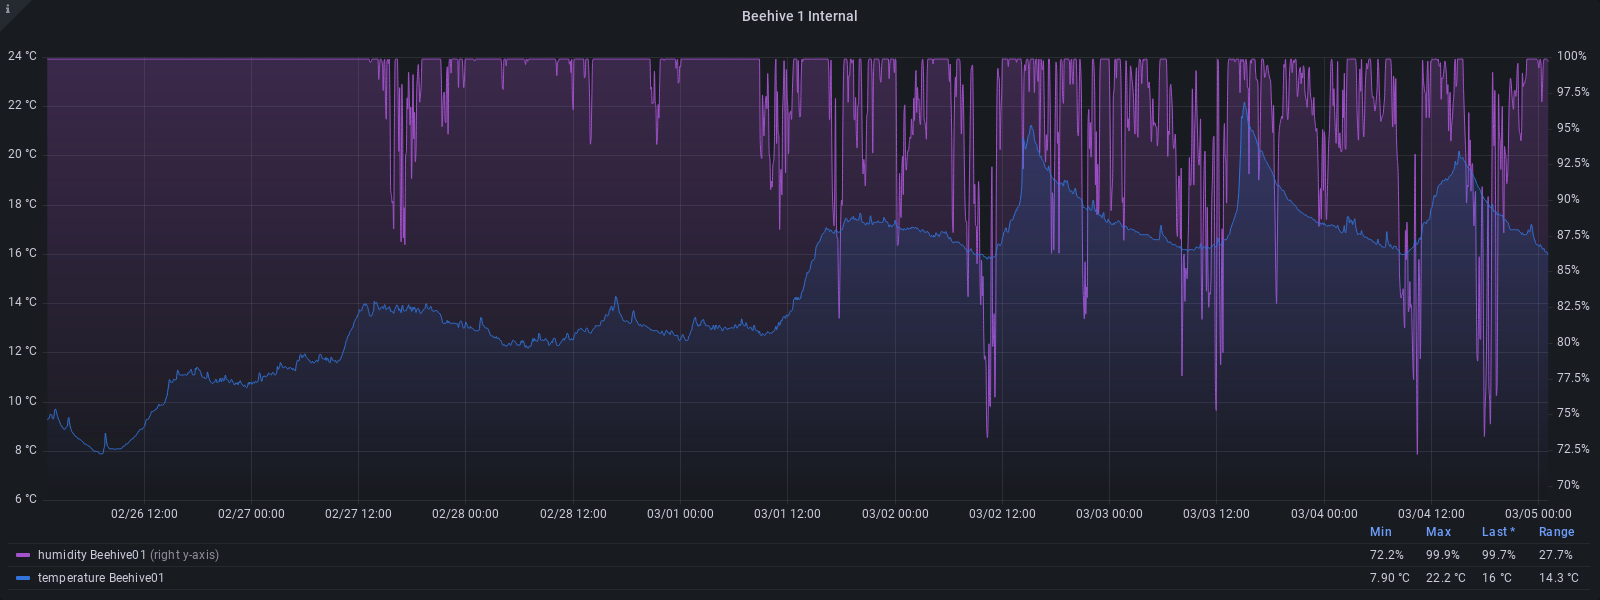 i
Beehive 1 Internal
24 °C
22 °C
20 °C
18 °C
16 °C
14 °C
12 °C
10 °C
8 °C
6 °C
100%
97.5%
95%
92.5%
90%
87.5%
85%
82.5%
80%
77.5%
75%
72.5%
70%
02/26 12:00 02/27 00:00 02/27 12:00 02/28 00:00 02/28 12:00 03/01 00:00 03/01 12:00 03/02 00:00 03/02 12:00 03/03 00:00 03/03 12:00 03/04 00:00 03/04 12:00 03/05 00:00
Min Max Last * Range
humidity Beehive01 (right y-axis) 72.2% 99.9% 99.7% 27.7%
temperature Beehive01 7.90 °C 22.2 °C 16 °C 14.3 °C